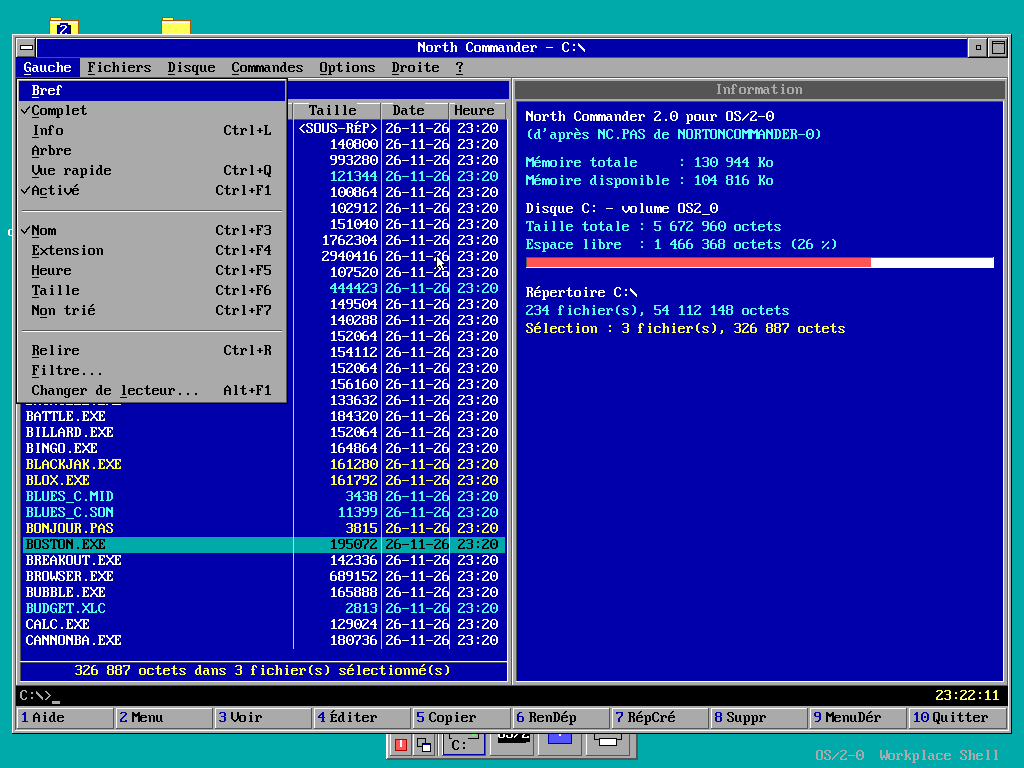 2
North Commander - C:\
Gauche Fichiers Disque Commandes Options Droite ?
Bref
✓Complet
Info Ctrl+L
Arbre
Vue rapide Ctrl+Q
✓Activé Ctrl+F1
✓Nom Ctrl+F3
Extension Ctrl+F4
Heure Ctrl+F5
Taille Ctrl+F6
Non trié Ctrl+F7
Relire Ctrl+R
Filtre...
Changer de lecteur... Alt+F1
Taille Date Heure
<SOUS-RÉP> 26-11-26 23:20
140800 26-11-26 23:20
993280 26-11-26 23:20
121344 26-11-26 23:20
100864 26-11-26 23:20
102912 26-11-26 23:20
151040 26-11-26 23:20
1762304 26-11-26 23:20
2940416 26-11-26 23:20
107520 26-11-26 23:20
444423 26-11-26 23:20
149504 26-11-26 23:20
140288 26-11-26 23:20
152064 26-11-26 23:20
154112 26-11-26 23:20
152064 26-11-26 23:20
156160 26-11-26 23:20
133632 26-11-26 23:20
BATTLE.EXE 184320 26-11-26 23:20
BILLARD.EXE 152064 26-11-26 23:20
BINGO.EXE 164864 26-11-26 23:20
BLACKJAK.EXE 161280 26-11-26 23:20
BLOX.EXE 161792 26-11-26 23:20
BLUES_C.MID 3438 26-11-26 23:20
BLUES_C.SON 11399 26-11-26 23:20
BONJOUR.PAS 3815 26-11-26 23:20
BOSTON.EXE 195072 26-11-26 23:20
BREAKOUT.EXE 142336 26-11-26 23:20
BROWSER.EXE 689152 26-11-26 23:20
BUBBLE.EXE 165888 26-11-26 23:20
BUDGET.XLC 2813 26-11-26 23:20
CALC.EXE 129024 26-11-26 23:20
CANNONBA.EXE 180736 26-11-26 23:20
326 887 octets dans 3 fichier(s) sélectionné(s)
Information
North Commander 2.0 pour OS/2-0
(d'après NC.PAS de NORTONCOMMANDER-0)
Mémoire totale : 130 944 Ko
Mémoire disponible : 104 816 Ko
Disque C: - volume OS2_0
Taille totale : 5 672 960 octets
Espace libre : 1 466 368 octets (26 %)
Répertoire C:\
234 fichier(s), 54 112 148 octets
Sélection : 3 fichier(s), 326 887 octets
C:\>_ 23:22:11
1 Aide 2 Menu 3 Voir 4 Éditer 5 Copier 6 RenDép 7 RépCré 8 Suppr 9 MenuDér 10 Quitter
C: OS/2
OS/2-0 Workplace Shell